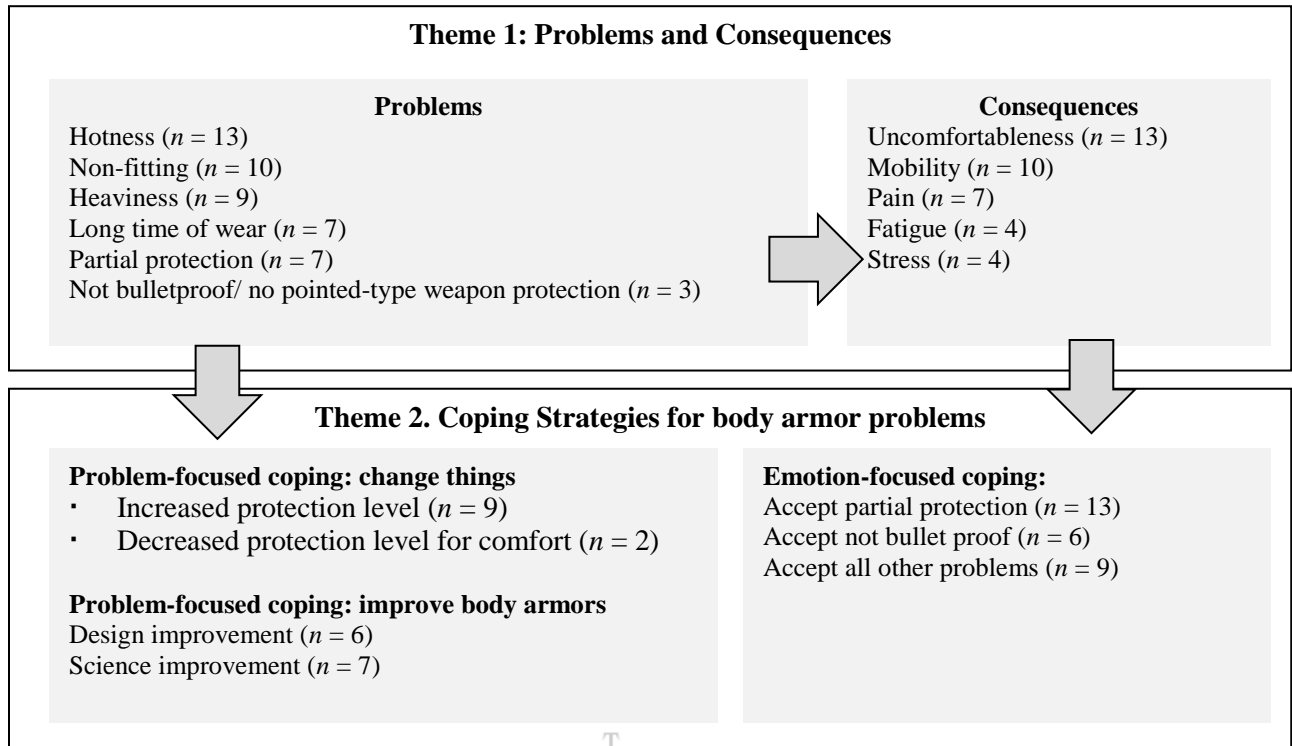 Theme 1: Problems and Consequences
Problems
Hotness (n = 13)
Non-fitting (n = 10)
Heaviness (n = 9)
Long time of wear (n = 7)
Partial protection (n = 7)
Not bulletproof/ no pointed-type weapon protection (n = 3)
Consequences
Uncomfortableness (n = 13)
Mobility (n = 10)
Pain (n = 7)
Fatigue (n = 4)
Stress (n = 4)
Theme 2. Coping Strategies for body armor problems
Problem-focused coping: change things
· Increased protection level (n = 9)
· Decreased protection level for comfort (n = 2)
Problem-focused coping: improve body armors
Design improvement (n = 6)
Science improvement (n = 7)
Emotion-focused coping:
Accept partial protection (n = 13)
Accept not bullet proof (n = 6)
Accept all other problems (n = 9)
T